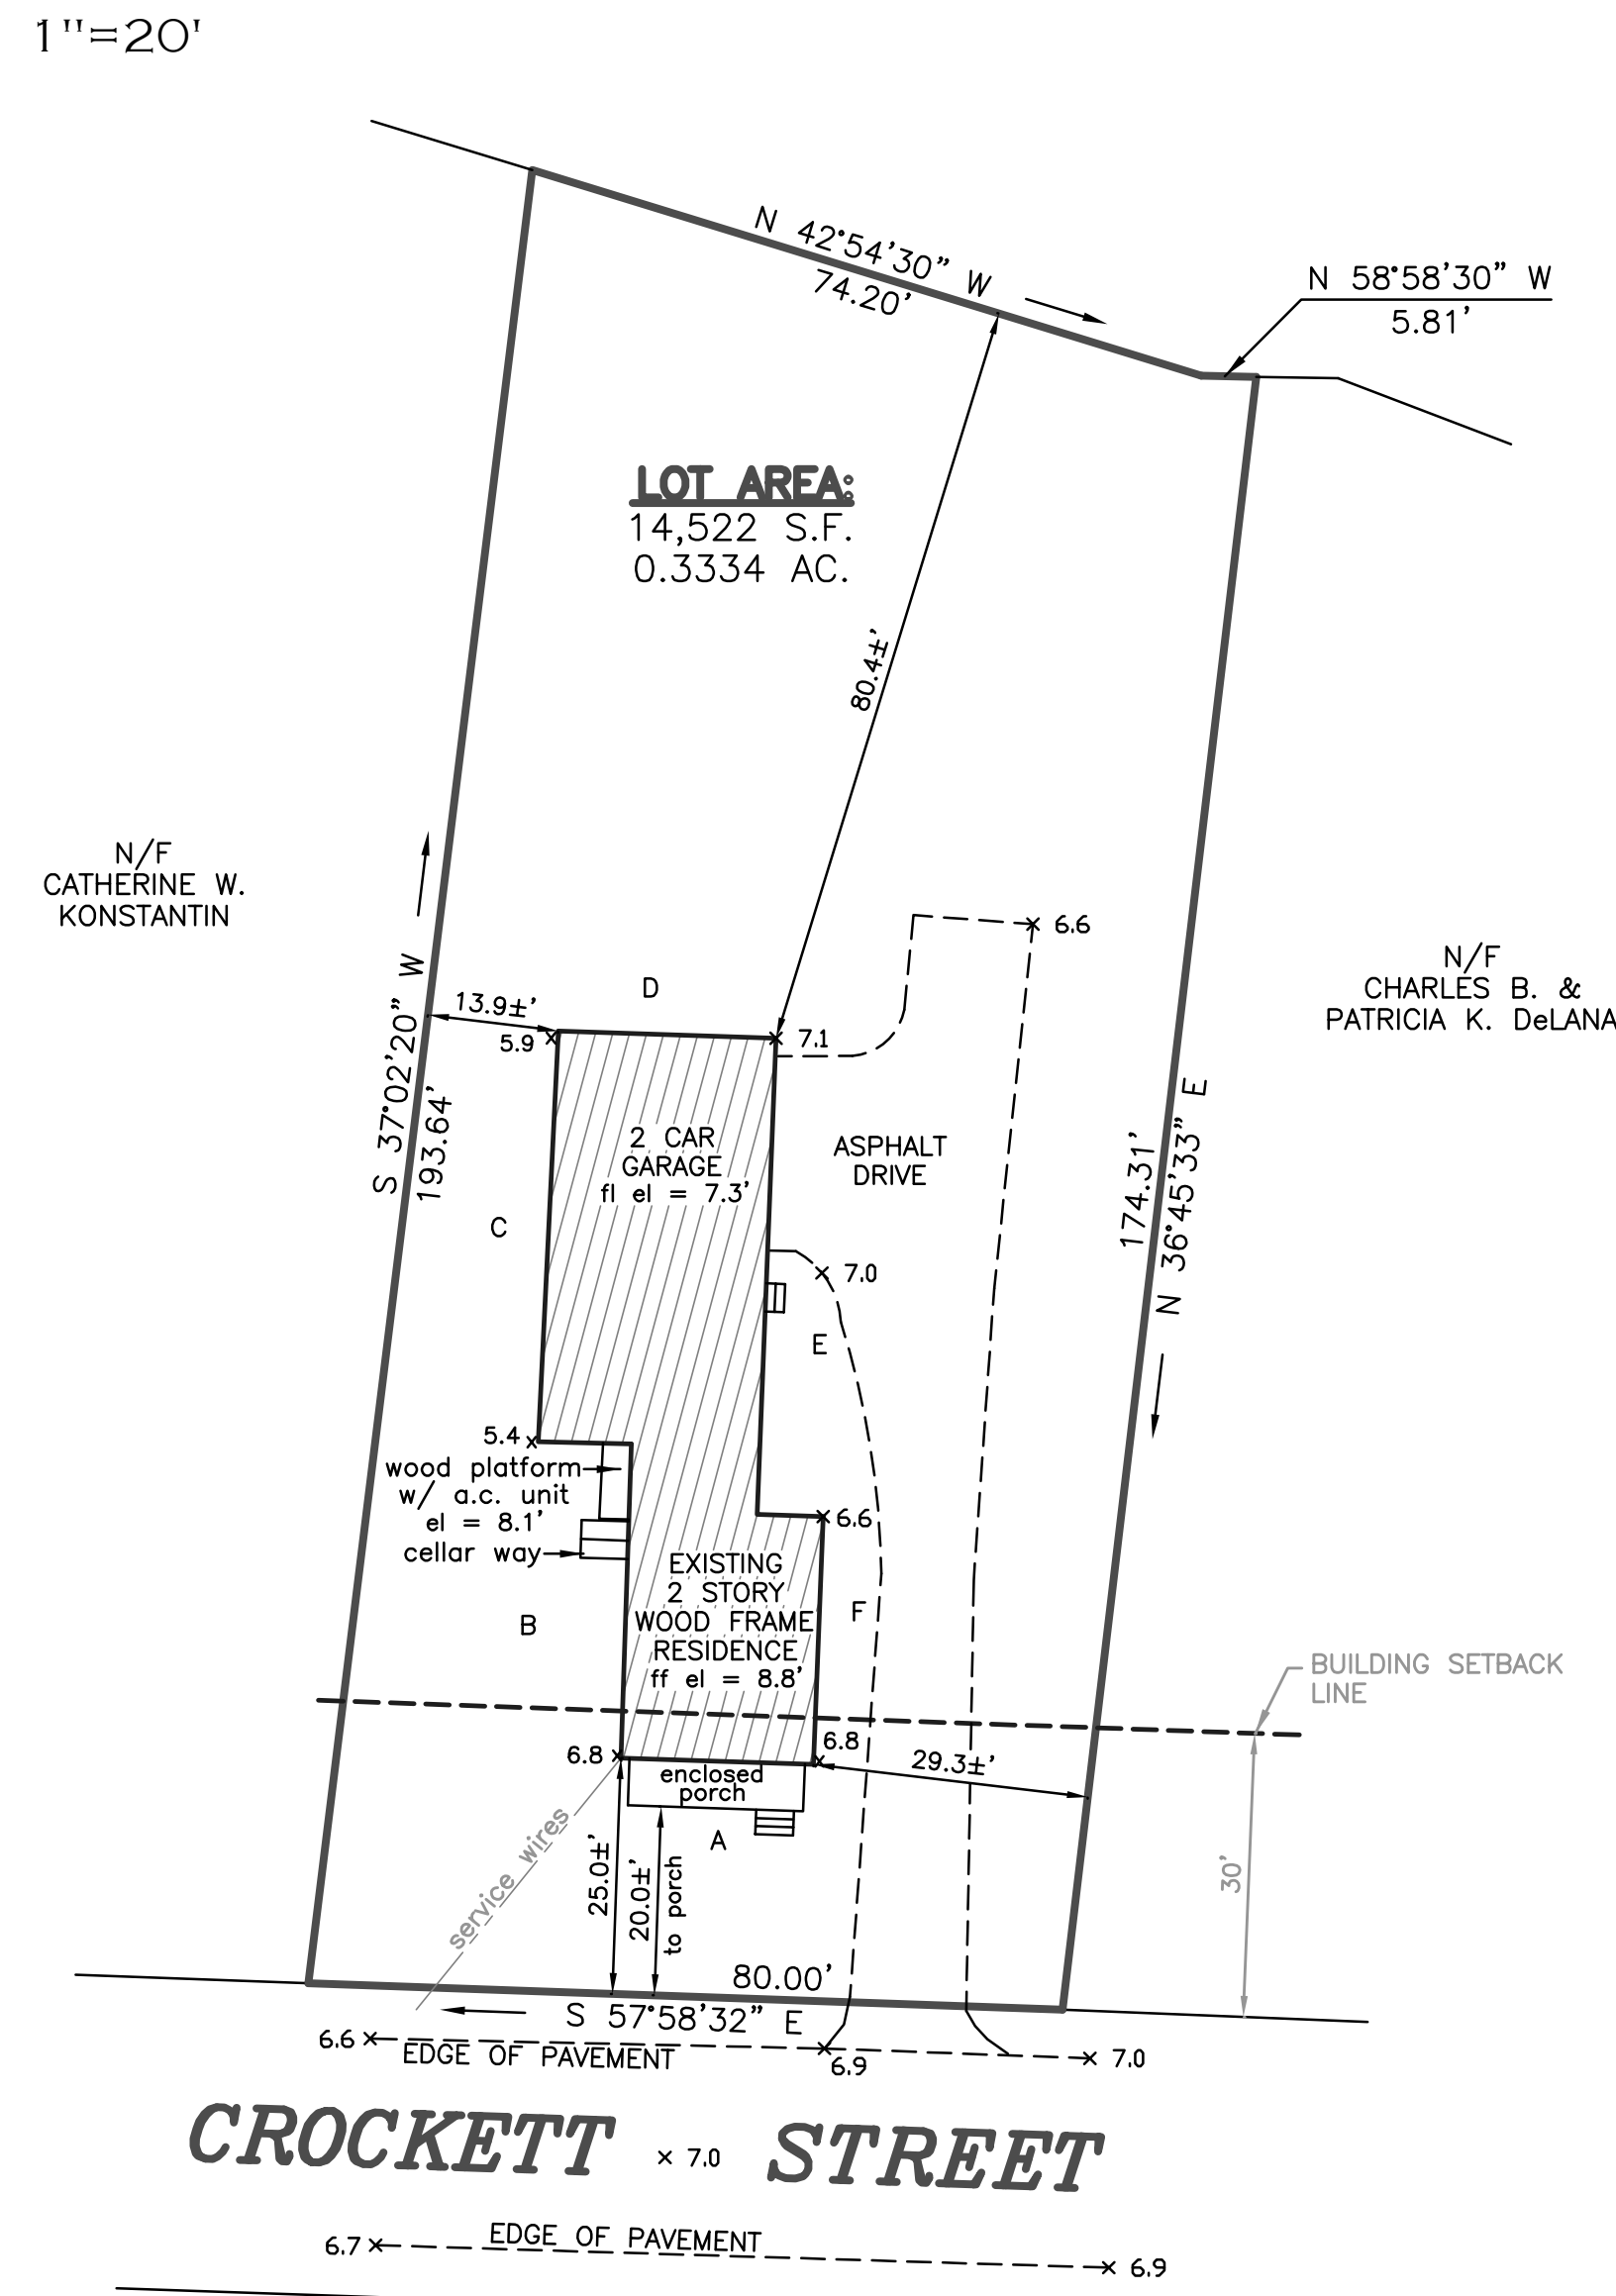 1"=20'
N 42°54'30" W
74.20'
N 58°58'30" W
5.81'
LOT AREA:
14,522 S.F.
0.3334 AC.
80.4±'
N/F
CATHERINE W.
KONSTANTIN
6.6
N/F
CHARLES B. &
PATRICIA K. DeLANA
S 37°02'20" W
193.64'
13.9±'
D
5.9
7.1
2 CAR
GARAGE
fl el = 7.3'
ASPHALT
DRIVE
174.31'
N 36°45'33" E
C
7.0
E
5.4
wood platform
w/ a.c. unit
el = 8.1'
cellar way
6.6
EXISTING
2 STORY
WOOD FRAME
RESIDENCE
ff el = 8.8'
B
F
BUILDING SETBACK
LINE
6.8
6.8
29.3±'
enclosed
porch
A
service wires
25.0±'
20.0±'
to porch
30'
80.00'
S 57°58'32" E
6.6
EDGE OF PAVEMENT
6.9
7.0
CROCKETT STREET
7.0
EDGE OF PAVEMENT
6.7
6.9